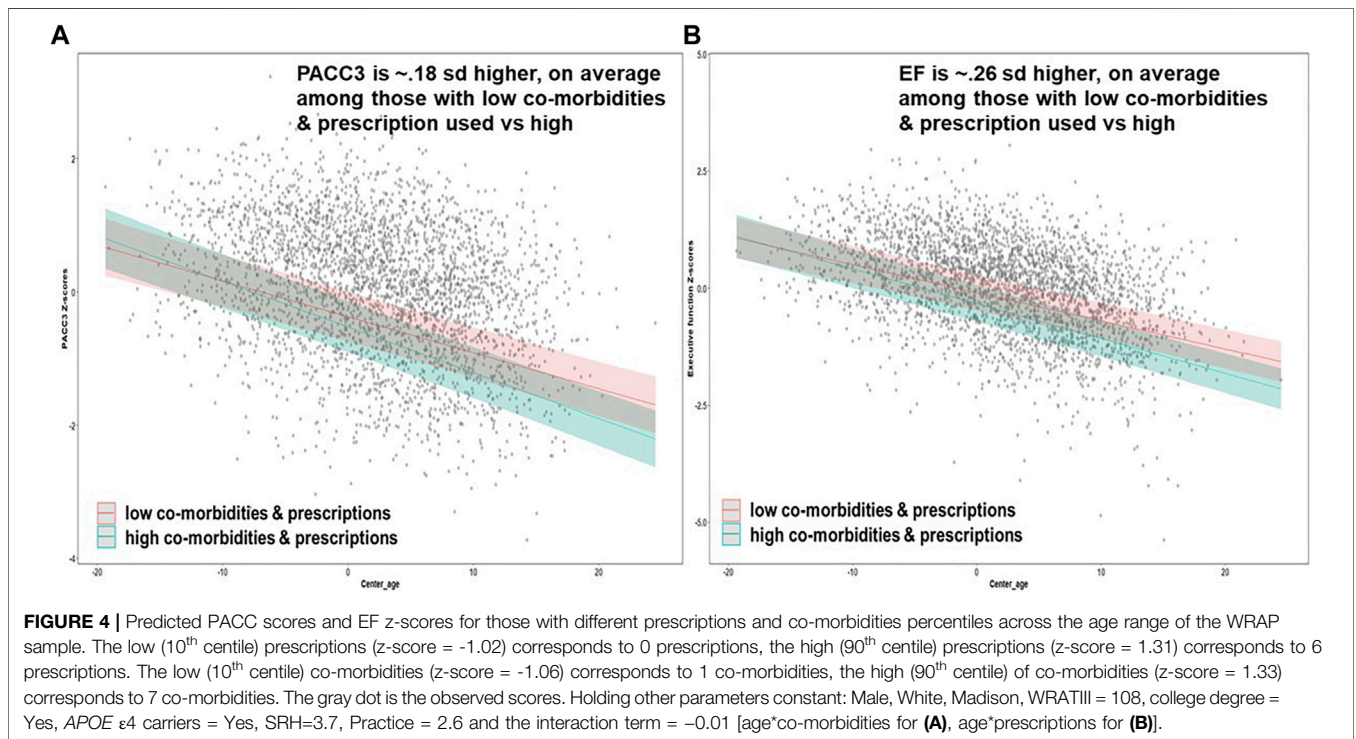 A
PACC3 is ~.18 sd higher, on average
among those with low co-morbidities
& prescription used vs high
2
0
-2
-4
PACC3 Z-scores
low co-morbidities & prescriptions
high co-morbidities & prescriptions
-20 -10 0 10 20
Center_age
B
EF is ~.26 sd higher, on average
among those with low co-morbidities
& prescription used vs high
5.0
2.5
0.0
-2.5
-5.0
Executive function Z-scores
low co-morbidities & prescriptions
high co-morbidities & prescriptions
-20 -10 0 10 20
Center_age
FIGURE 4 | Predicted PACC scores and EF z-scores for those with different prescriptions and co-morbidities percentiles across the age range of the WRAP
sample. The low (10th centile) prescriptions (z-score = -1.02) corresponds to 0 prescriptions, the high (90th centile) prescriptions (z-score = 1.31) corresponds to 6
prescriptions. The low (10th centile) co-morbidities (z-score = -1.06) corresponds to 1 co-morbidities, the high (90th centile) of co-morbidities (z-score = 1.33)
corresponds to 7 co-morbidities. The gray dot is the observed scores. Holding other parameters constant: Male, White, Madison, WRATIII = 108, college degree =
Yes, APOE ε4 carriers = Yes, SRH=3.7, Practice = 2.6 and the interaction term = −0.01 [age*co-morbidities for (A), age*prescriptions for (B)].